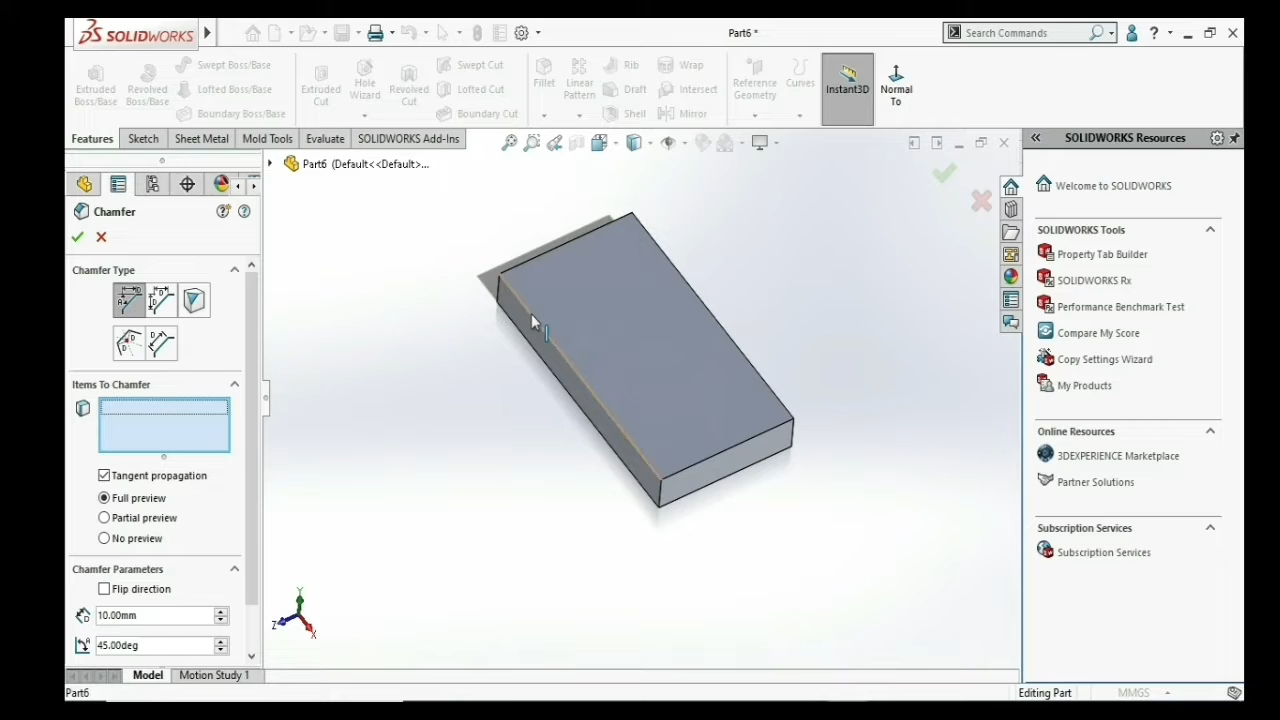 SOLIDWORKS
Part6 *
Search Commands
?
Extruded Boss/Base
Revolved Boss/Base
Swept Boss/Base
Lofted Boss/Base
Boundary Boss/Base
Extruded Cut
Hole Wizard
Revolved Cut
Swept Cut
Lofted Cut
Boundary Cut
Fillet
Linear Pattern
Rib
Draft
Shell
Wrap
Intersect
Mirror
Reference Geometry
Curves
Instant3D
Normal To
Features
Sketch
Sheet Metal
Mold Tools
Evaluate
SOLIDWORKS Add-Ins
Part6 (Default<<Default>...
Chamfer
Chamfer Type
Items To Chamfer
Tangent propagation
Full preview
Partial preview
No preview
Chamfer Parameters
Flip direction
10.00mm
45.00deg
Y
Z
X
Model
Motion Study 1
Part6
Editing Part
MMGS
SOLIDWORKS Resources
Welcome to SOLIDWORKS
SOLIDWORKS Tools
Property Tab Builder
SOLIDWORKS Rx
Performance Benchmark Test
Compare My Score
Copy Settings Wizard
My Products
Online Resources
3DEXPERIENCE Marketplace
Partner Solutions
Subscription Services
Subscription Services